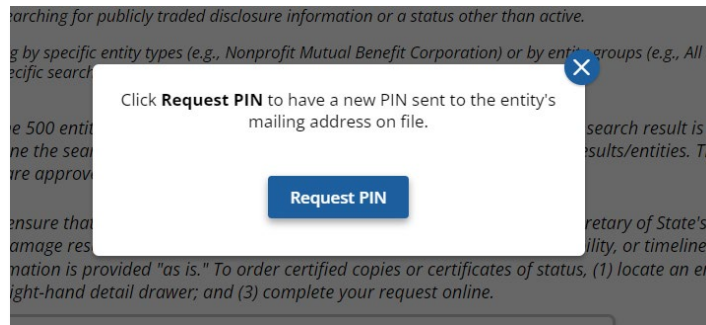 earching for publicly traded disclosure information or a status other than active.
g by specific entity types (e.g., Nonprofit Mutual Benefit Corporation) or by entity groups (e.g., All
ecific search
Click Request PIN to have a new PIN sent to the entity's
mailing address on file.
e 500 entit search result is
ne the sear esults/entities. T
are approv
Request PIN
ensure that retary of State's
amage res ility, or timeline
mation is provided "as is." To order certified copies or certificates of status, (1) locate an e
ight-hand detail drawer; and (3) complete your request online.